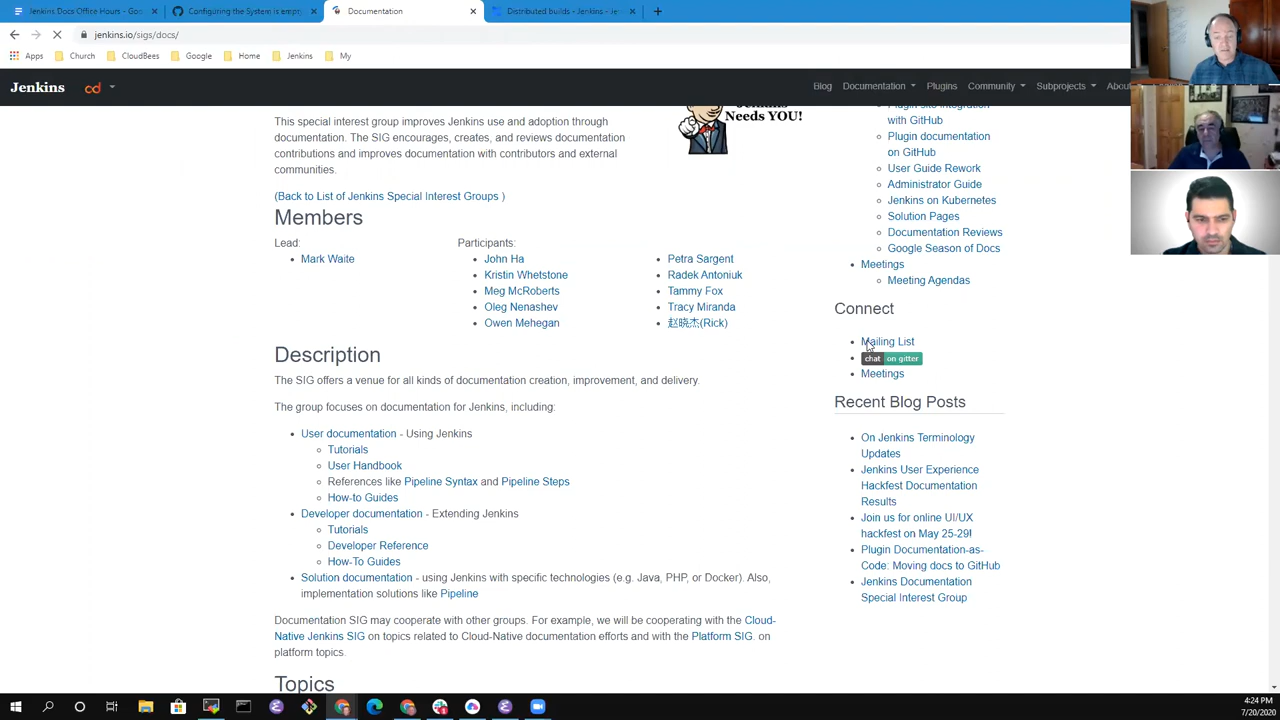 Jenkins Docs Office Hours - Goo
Configuring the System is empty
Documentation
Distributed builds - Jenkins - Jen
jenkins.io/sigs/docs/
Apps
Church
CloudBees
Google
Home
Jenkins
My
Jenkins
cd
Blog
Documentation
Plugins
Community
Subprojects
About
Needs YOU!
This special interest group improves Jenkins use and adoption through
documentation. The SIG encourages, creates, and reviews documentation
contributions and improves documentation with contributors and external
communities.
(Back to List of Jenkins Special Interest Groups )
Members
Lead:
Mark Waite
Participants:
John Ha
Kristin Whetstone
Meg McRoberts
Oleg Nenashev
Owen Mehegan
Petra Sargent
Radek Antoniuk
Tammy Fox
Tracy Miranda
赵晓杰(Rick)
Description
The SIG offers a venue for all kinds of documentation creation, improvement, and delivery.
The group focuses on documentation for Jenkins, including:
User documentation - Using Jenkins
Tutorials
User Handbook
References like Pipeline Syntax and Pipeline Steps
How-to Guides
Developer documentation - Extending Jenkins
Tutorials
Developer Reference
How-To Guides
Solution documentation - using Jenkins with specific technologies (e.g. Java, PHP, or Docker). Also,
implementation solutions like Pipeline
Documentation SIG may cooperate with other groups. For example, we will be cooperating with the Cloud-
Native Jenkins SIG on topics related to Cloud-Native documentation efforts and with the Platform SIG. on
platform topics.
Topics
Plugin site integration
with GitHub
Plugin documentation
on GitHub
User Guide Rework
Administrator Guide
Jenkins on Kubernetes
Solution Pages
Documentation Reviews
Google Season of Docs
Meetings
Meeting Agendas
Connect
Mailing List
chat on gitter
Meetings
Recent Blog Posts
On Jenkins Terminology
Updates
Jenkins User Experience
Hackfest Documentation
Results
Join us for online UI/UX
hackfest on May 25-29!
Plugin Documentation-as-
Code: Moving docs to GitHub
Jenkins Documentation
Special Interest Group
4:24 PM
7/20/2020